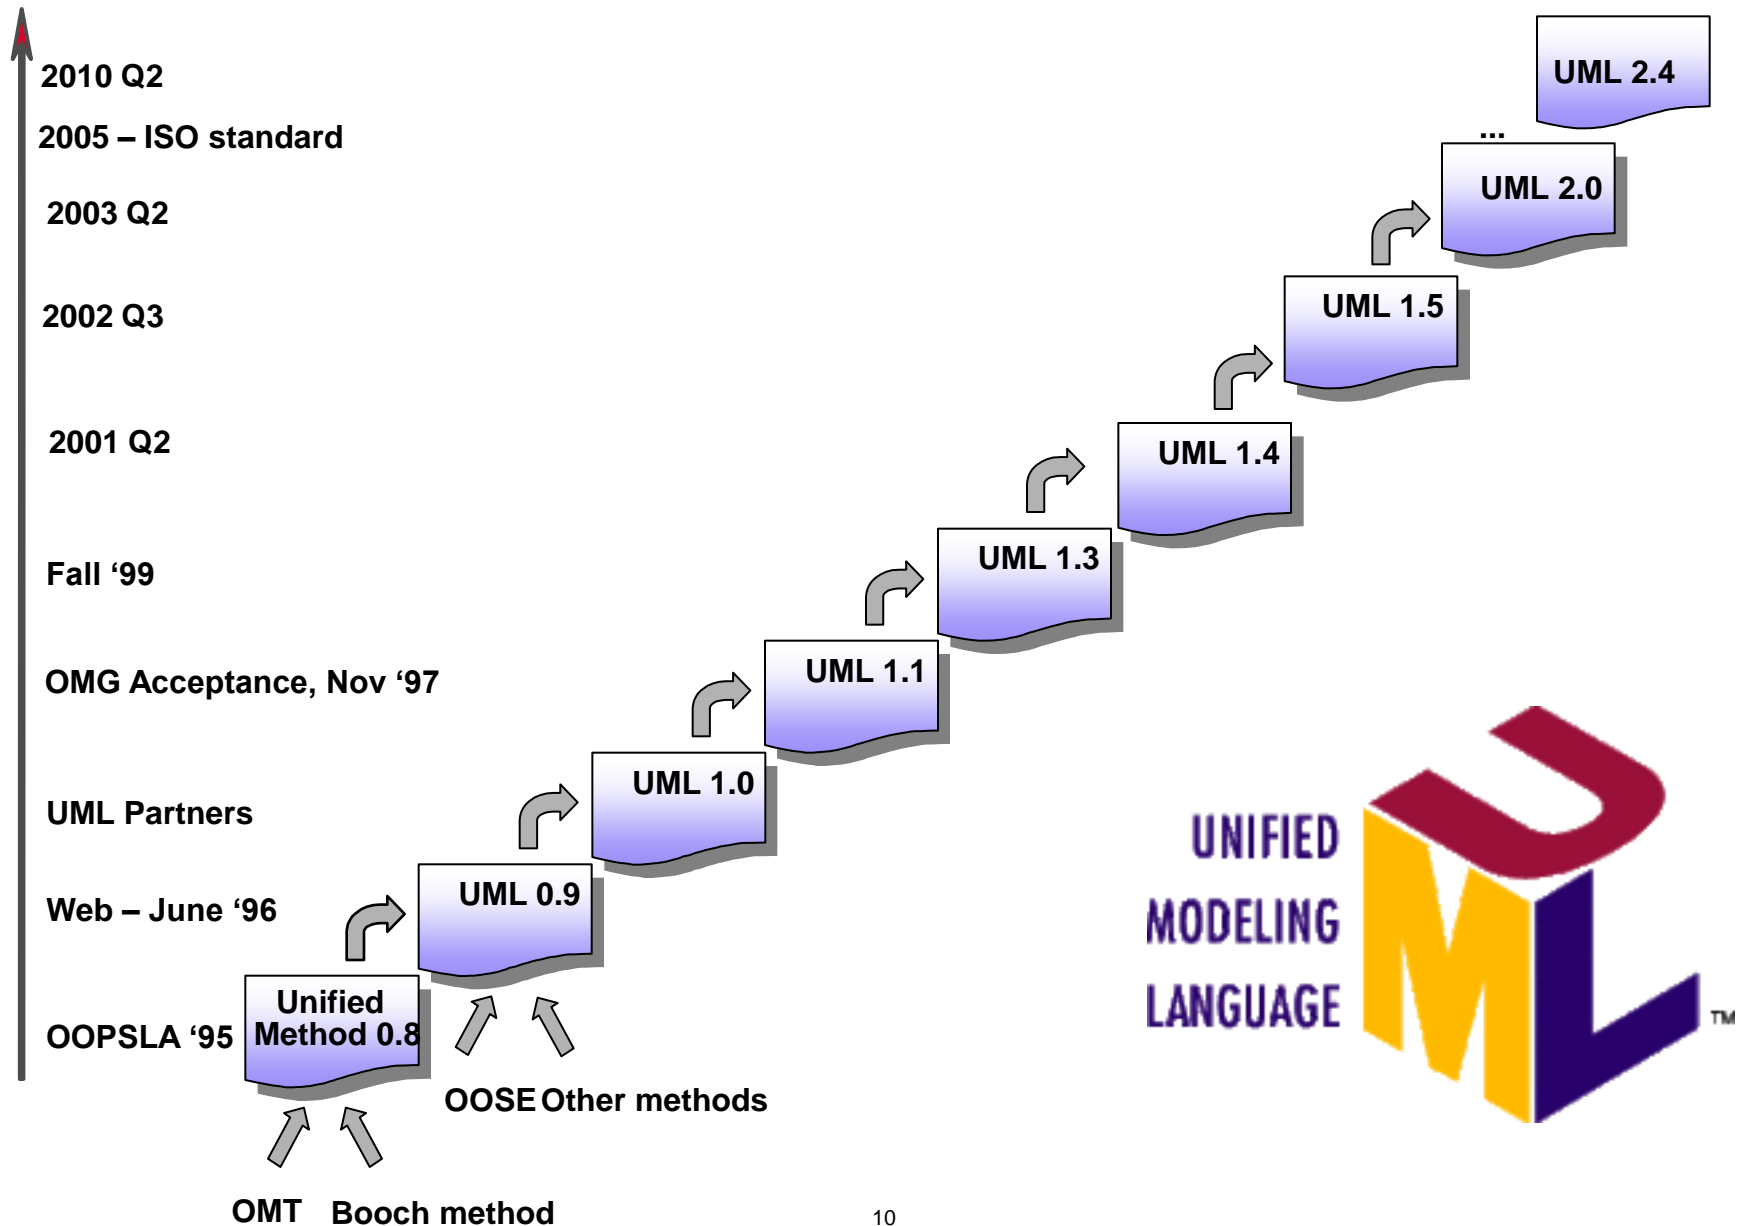 2010 Q2
UML 2.4
2005 – ISO standard
...
UML 2.0
2003 Q2
2002 Q3
UML 1.5
2001 Q2
UML 1.4
Fall ‘99
UML 1.3
OMG Acceptance, Nov ‘97
UML 1.1
UML Partners
UML 1.0
Web – June ‘96
UML 0.9
OOPSLA ‘95
Unified
Method 0.8
OOSE
Other methods
OMT
Booch method
UNIFIED
MODELING
LANGUAGE
UML
TM
10